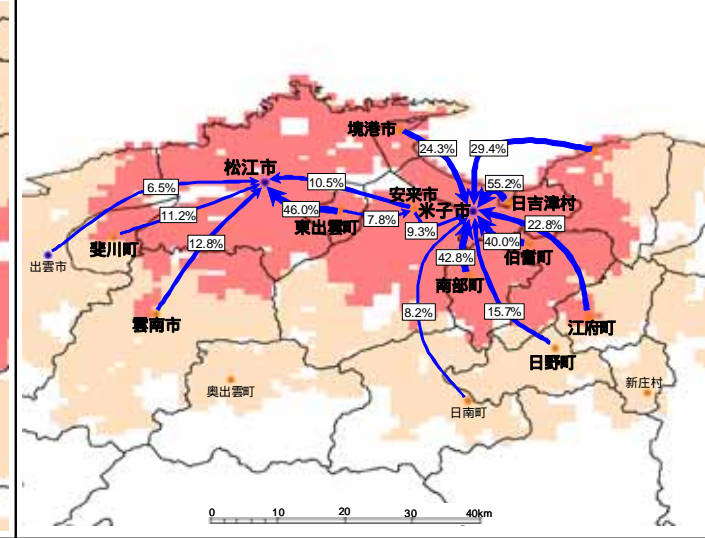 境港市
24.3%
29.4%
松江市
6.5%
10.5%
安来市
55.2%
日吉津村
米子市
46.0%
7.8%
11.2%
東出雲町
9.3%
22.8%
斐川町
12.8%
40.0%
伯耆町
出雲市
42.8%
南部町
雲南市
8.2%
15.7%
江府町
日野町
奥出雲町
新庄村
日南町
0 10 20 30 40km